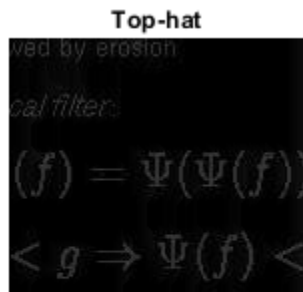 Top-hat
ved by erosion
cal filter:
(f) = Ψ(Ψ(f))
< g ⇒ Ψ(f) <